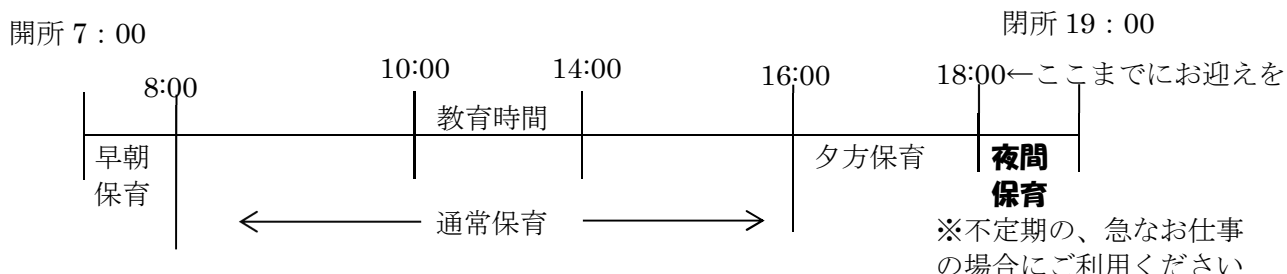 開所 7：00
閉所 19：00
8:00
10:00
14:00
16:00
18:00←ここまでにお迎えを
教育時間
早朝
保育
夕方保育
夜間
保育
通常保育
※不定期の、急なお仕事
の場合にご利用ください